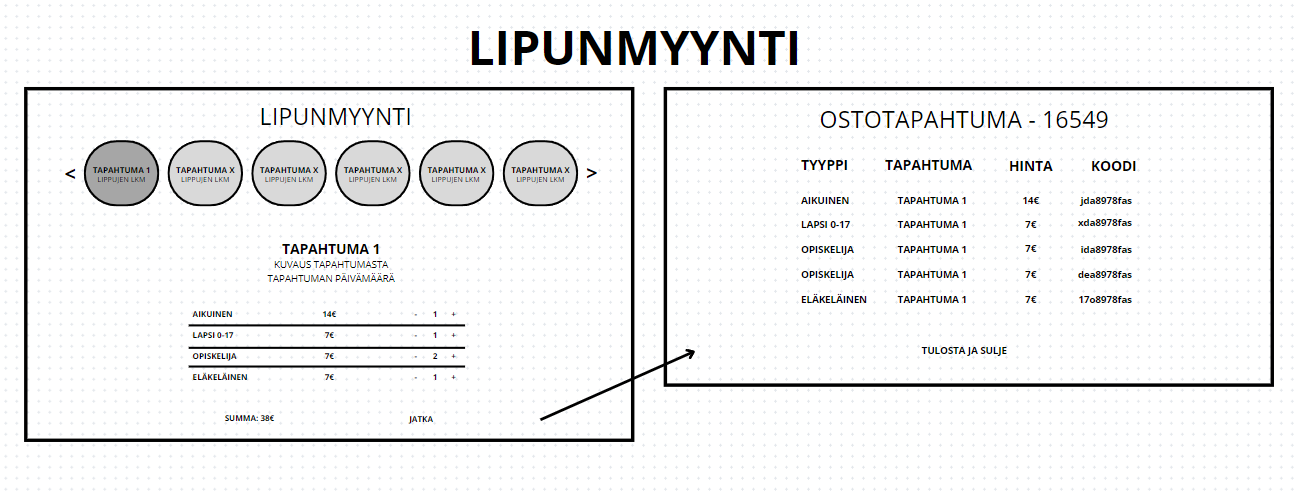 LIPUNMYYNTI
LIPUNMYYNTI
< TAPAHTUMA 1 TAPAHTUMA X TAPAHTUMA X TAPAHTUMA X TAPAHTUMA X TAPAHTUMA X >
LIPPUJEN LKM LIPPUJEN LKM LIPPUJEN LKM LIPPUJEN LKM LIPPUJEN LKM LIPPUJEN LKM
TAPAHTUMA 1
KUVAUS TAPAHTUMASTA
TAPAHTUMAN PÄIVÄMÄÄRÄ
AIKUINEN 14€ - 1 +
LAPSI 0-17 7€ - 1 +
OPISKELIJA 7€ - 2 +
ELÄKELÄINEN 7€ - 1 +
SUMMA: 38€ JATKA
OSTOTAPAHTUMA - 16549
TYYPPI TAPAHTUMA HINTA KOODI
AIKUINEN TAPAHTUMA 1 14€ jda8978fas
LAPSI 0-17 TAPAHTUMA 1 7€ xda8978fas
OPISKELIJA TAPAHTUMA 1 7€ ida8978fas
OPISKELIJA TAPAHTUMA 1 7€ dea8978fas
ELÄKELÄINEN TAPAHTUMA 1 7€ 17o8978fas
TULOSTA JA SULJE